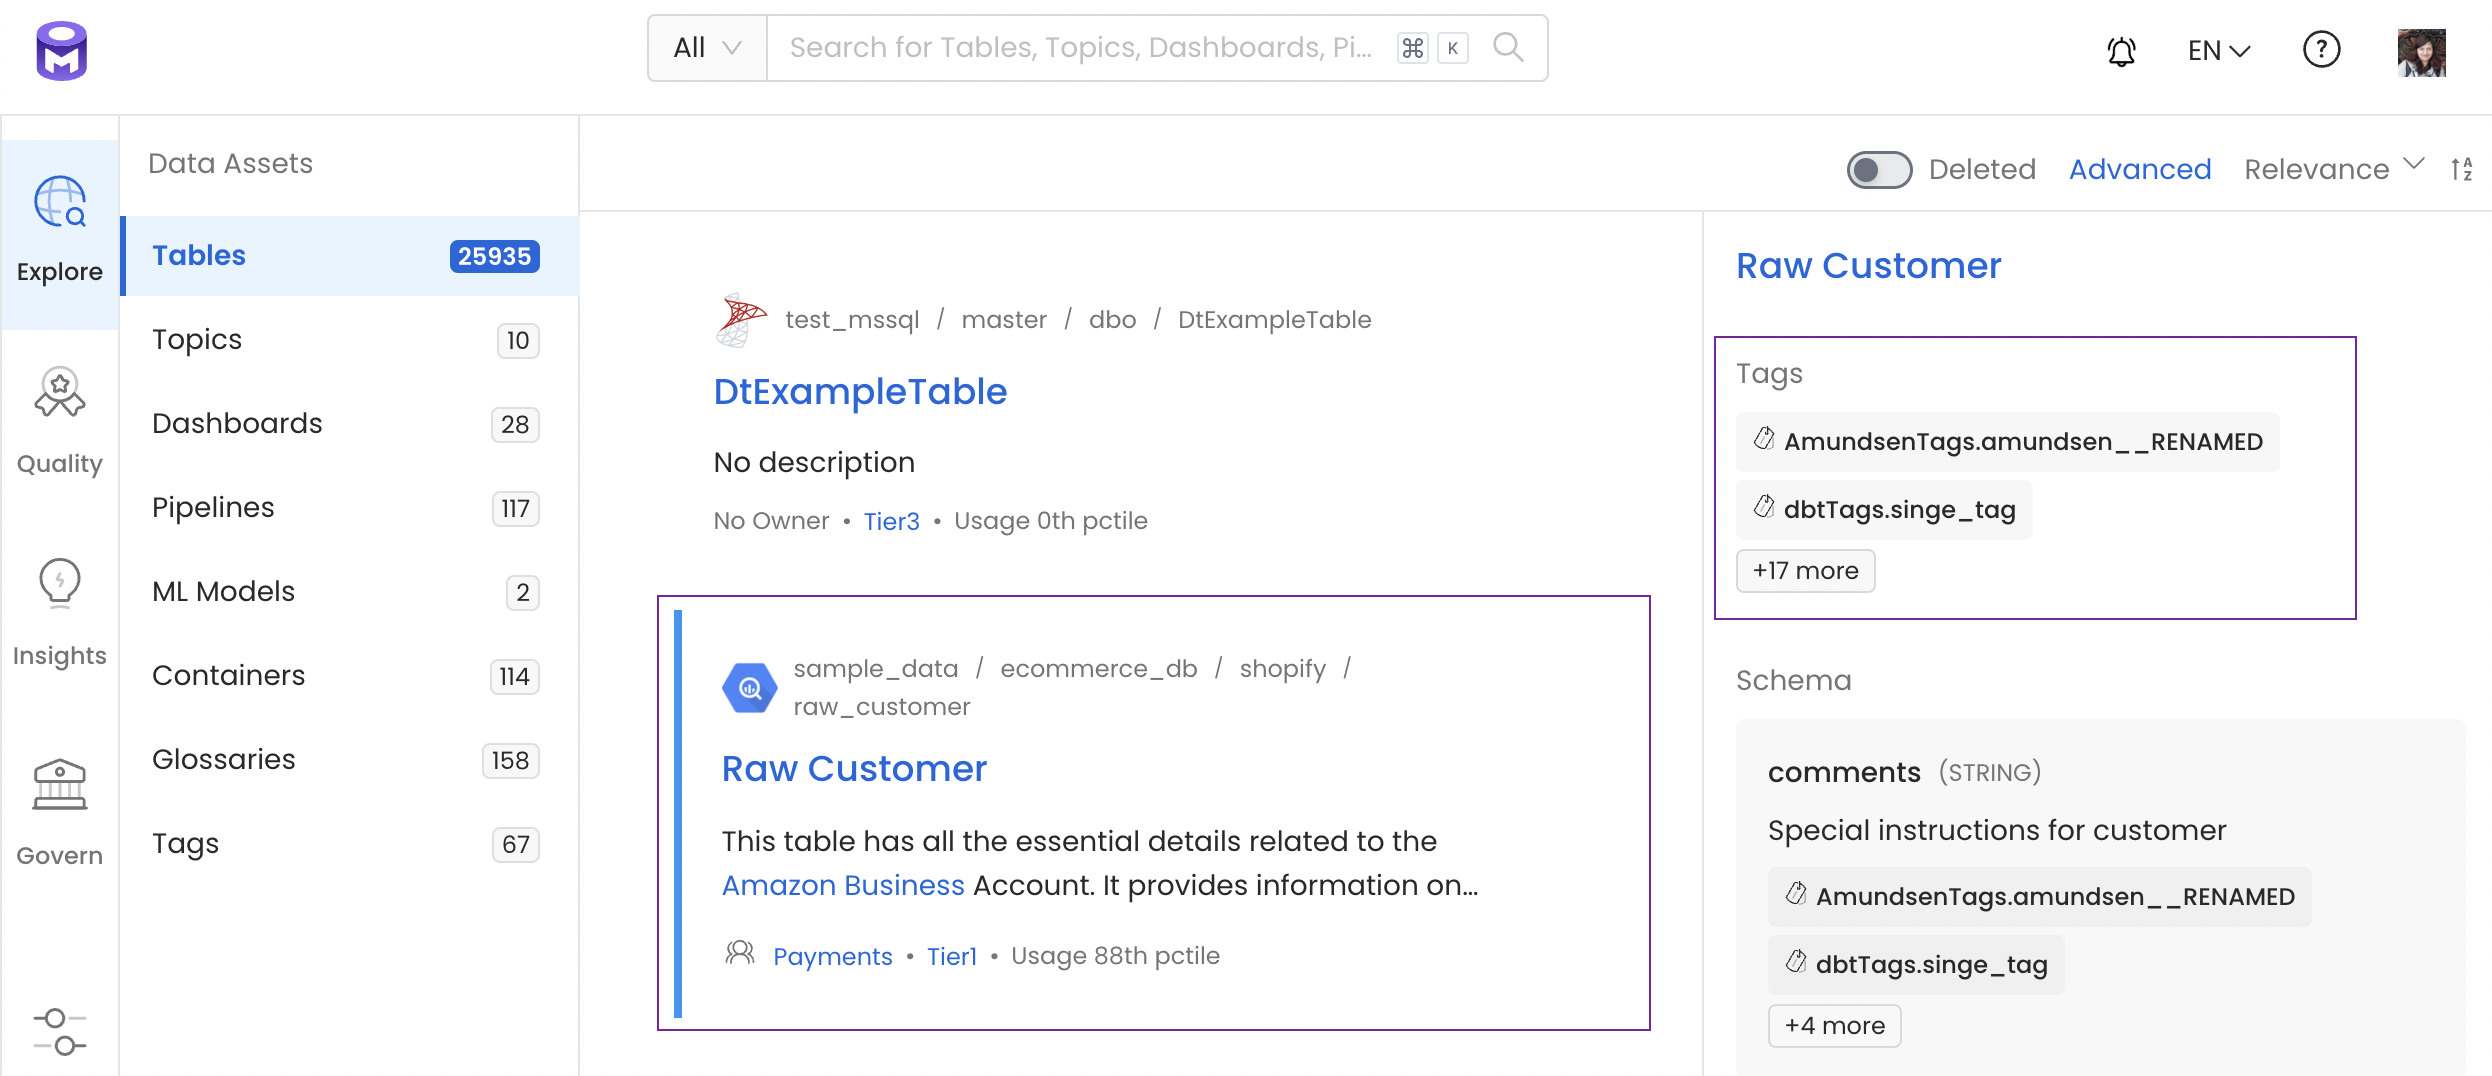 All
Search for Tables, Topics, Dashboards, Pi...
⌘ K
EN
?
Explore
Quality
Insights
Govern
Data Assets
Tables 25935
Topics 10
Dashboards 28
Pipelines 117
ML Models 2
Containers 114
Glossaries 158
Tags 67
Deleted Advanced Relevance
A
Z
test_mssql / master / dbo / DtExampleTable
DtExampleTable
No description
No Owner • Tier3 • Usage 0th pctile
sample_data / ecommerce_db / shopify /
raw_customer
Raw Customer
This table has all the essential details related to the
Amazon Business Account. It provides information on...
Payments • Tier1 • Usage 88th pctile
Raw Customer
Tags
AmundsenTags.amundsen__RENAMED
dbtTags.singe_tag
+17 more
Schema
comments (STRING)
Special instructions for customer
AmundsenTags.amundsen__RENAMED
dbtTags.singe_tag
+4 more